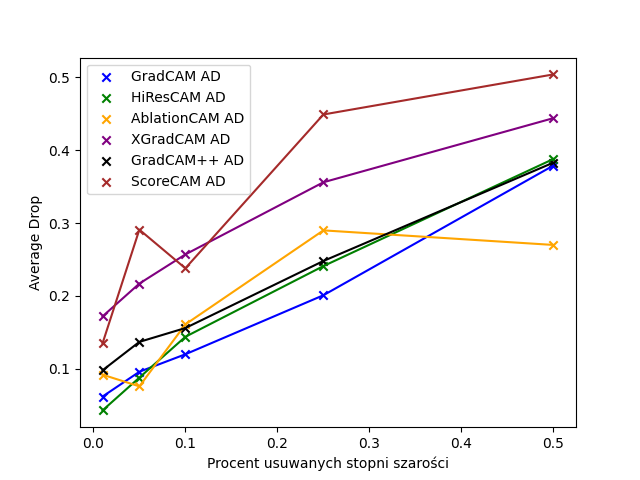 GradCAM AD
HiResCAM AD
AblationCAM AD
XGradCAM AD
GradCAM++ AD
ScoreCAM AD
0.5
0.4
0.3
0.2
0.1
Average Drop
0.0 0.1 0.2 0.3 0.4 0.5
Procent usuwanych stopni szarości